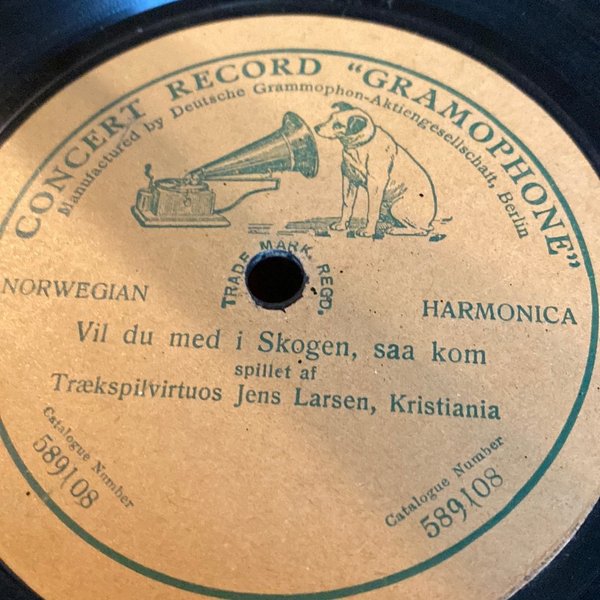 CONCERT RECORD "GRAMOPHONE"
Manufactured by Deutsche Grammophon-Aktiengesellschaft, Berlin
TRADE MARK. REGD.
NORWEGIAN
HARMONICA
Vil du med i Skogen, saa kom
spillet af
Trækspilvirtuos Jens Larsen, Kristiania
Catalogue Number
589108
Catalogue Number
589108